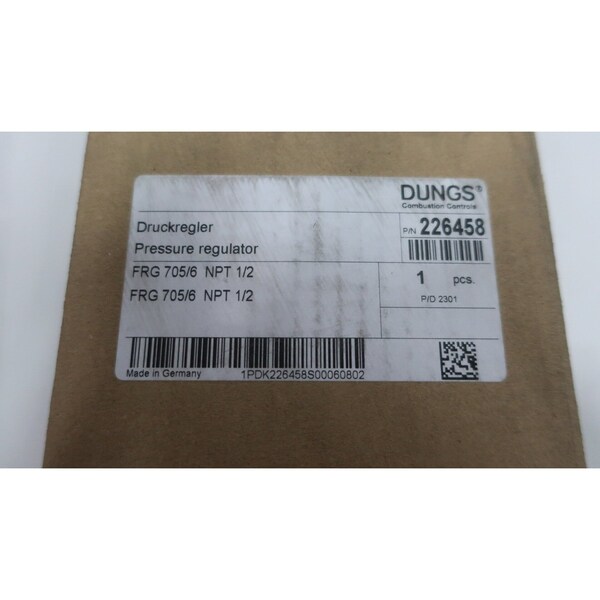 DUNGS®
Combustion Controls
Druckregler
Pressure regulator
P/N 226458
FRG 705/6 NPT 1/2
FRG 705/6 NPT 1/2
1 pcs.
P/D 2301
Made in Germany
1PDK226458S00060802